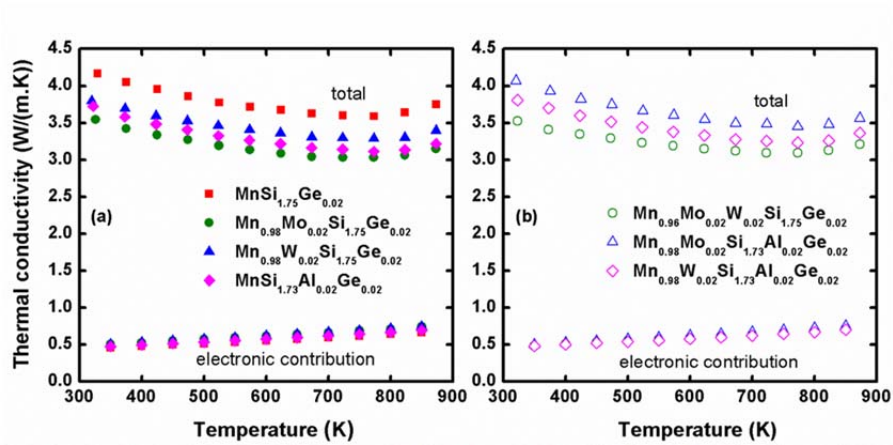 Thermal conductivity (W/(m.K))
4.5
4.0
3.5
3.0
2.5
2.0
1.5
1.0
0.5
0.0
total
(a)
MnSi1.75Ge0.02
Mn0.98Mo0.02Si1.75Ge0.02
Mn0.98W0.02Si1.75Ge0.02
MnSi1.73Al0.02Ge0.02
electronic contribution
300 400 500 600 700 800 900
Temperature (K)
4.5
4.0
3.5
3.0
2.5
2.0
1.5
1.0
0.5
0.0
total
(b)
Mn0.96Mo0.02W0.02Si1.75Ge0.02
Mn0.98Mo0.02Si1.73Al0.02Ge0.02
Mn0.98W0.02Si1.73Al0.02Ge0.02
electronic contribution
300 400 500 600 700 800 900
Temperature (K)